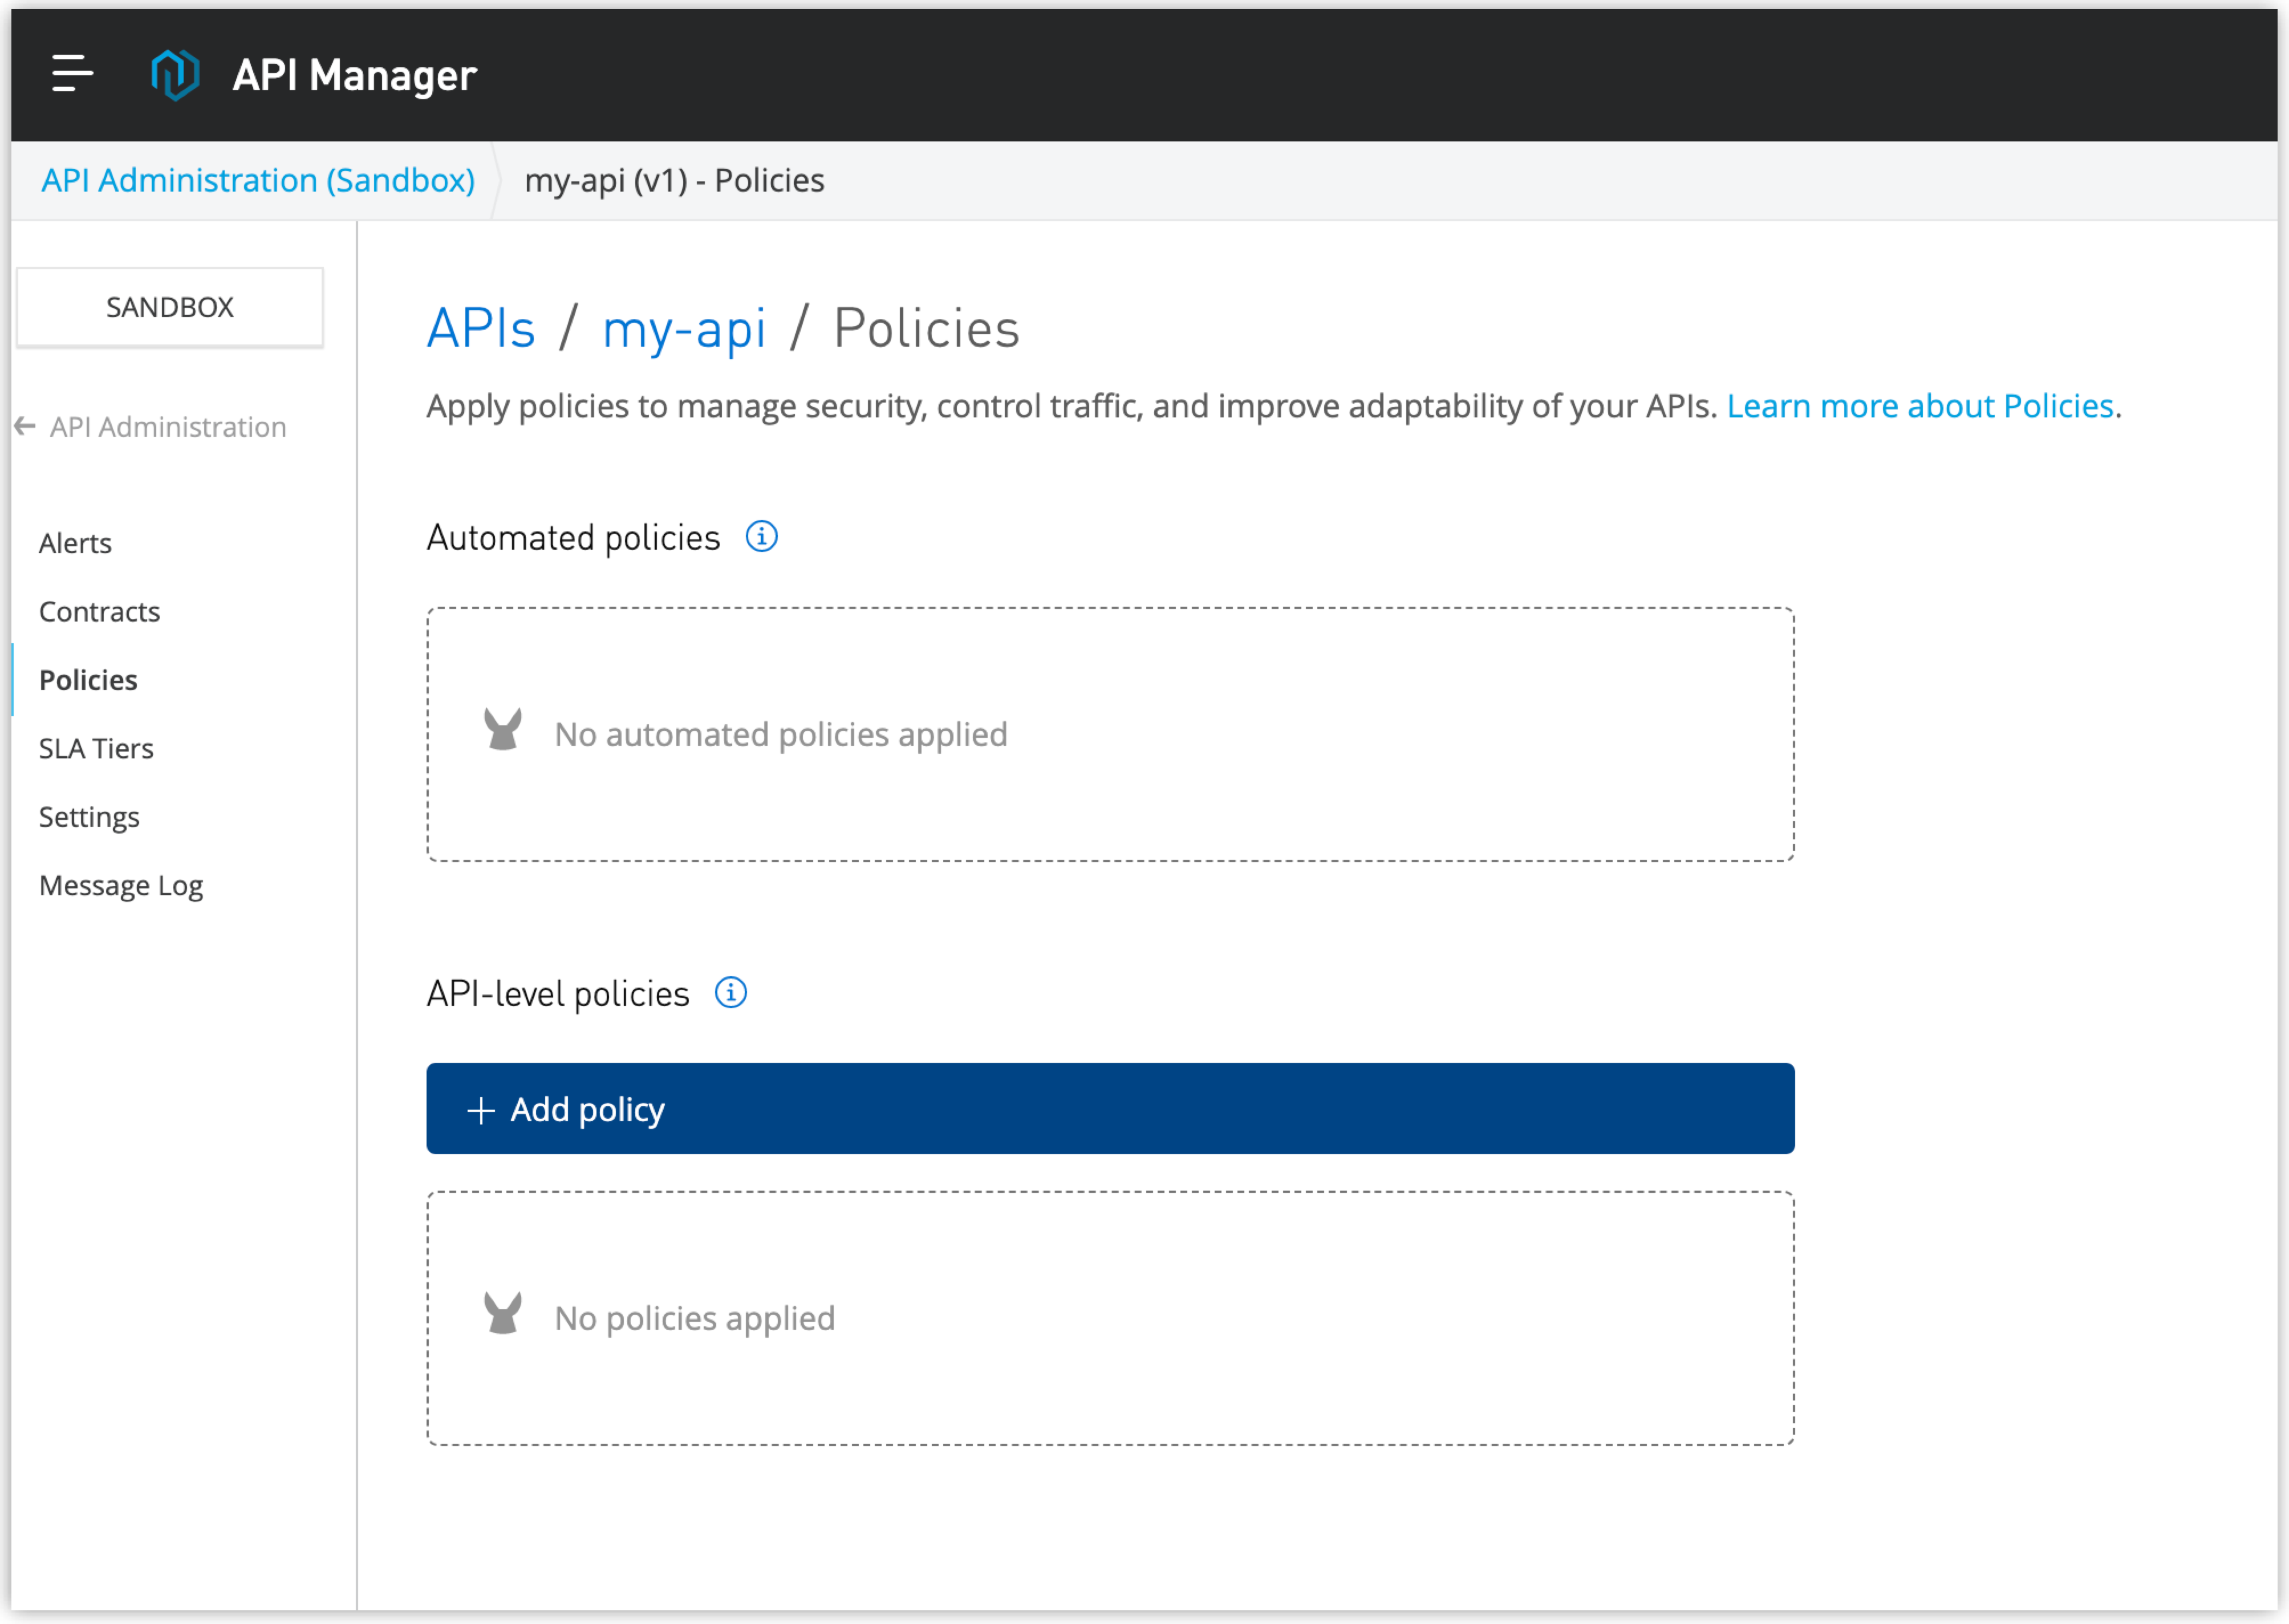 API Manager
API Administration (Sandbox) my-api (v1) - Policies
SANDBOX
← API Administration
Alerts
Contracts
Policies
SLA Tiers
Settings
Message Log
APIs / my-api / Policies
Apply policies to manage security, control traffic, and improve adaptability of your APIs. Learn more about Policies.
Automated policies
No automated policies applied
API-level policies
+ Add policy
No policies applied